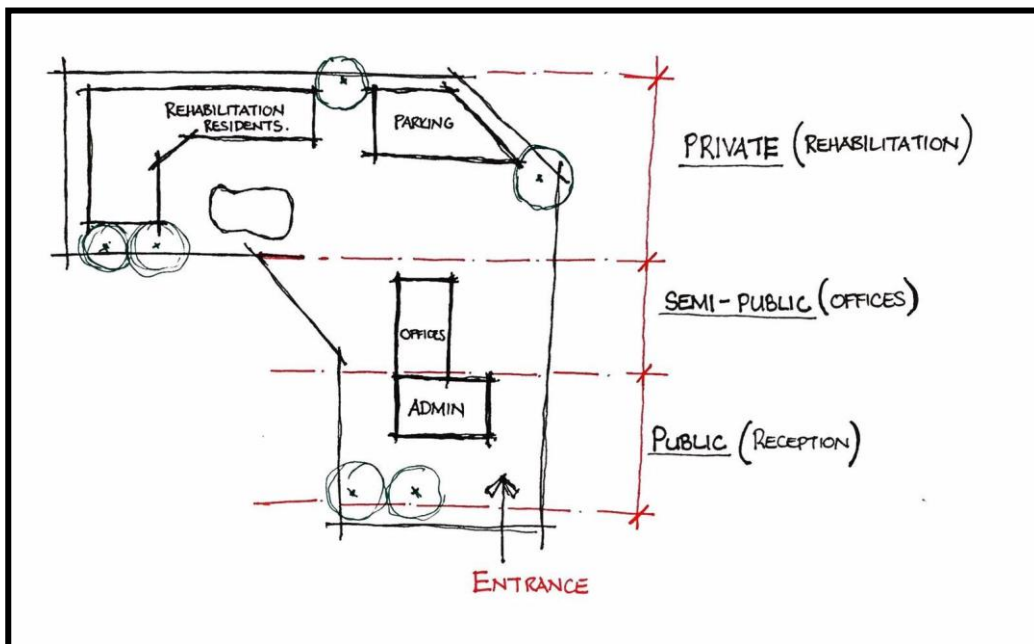 REHABILITATION
RESIDENTS.
PARKING
PRIVATE (REHABILITATION)
OFFICES
SEMI-PUBLIC (OFFICES)
ADMIN
PUBLIC (RECEPTION)
ENTRANCE